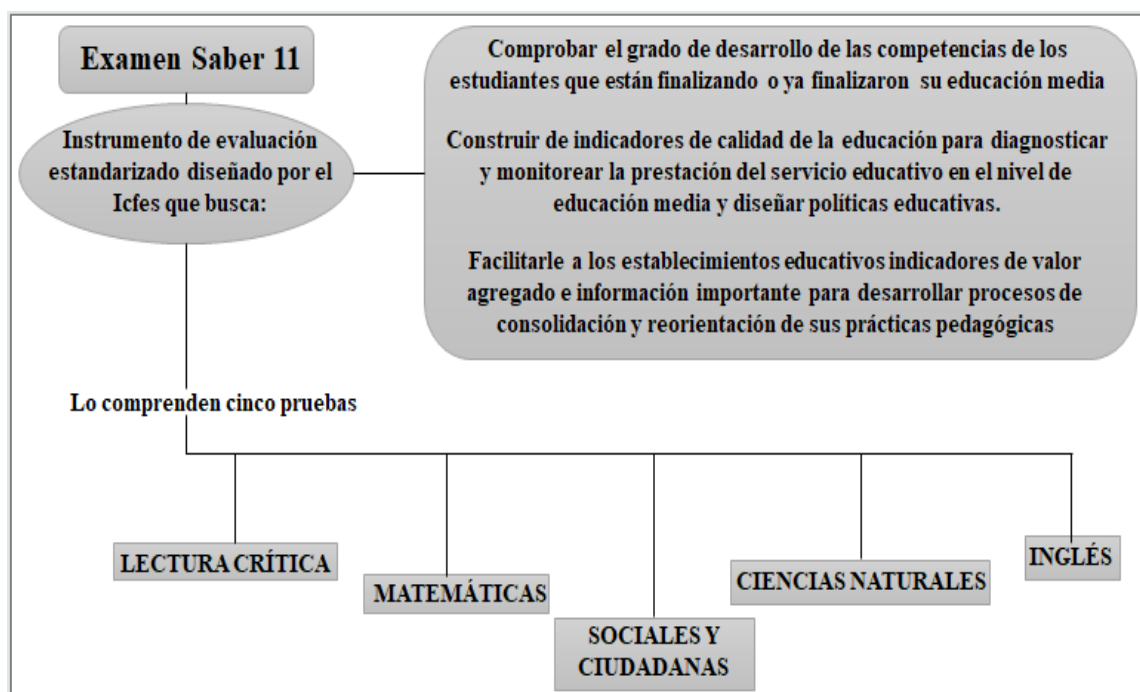 Examen Saber 11
Instrumento de evaluación
estandarizado diseñado por el
Icfes que busca:
Comprobar el grado de desarrollo de las competencias de los
estudiantes que están finalizando o ya finalizaron su educación media
Construir de indicadores de calidad de la educación para diagnosticar
y monitorear la prestación del servicio educativo en el nivel de
educación media y diseñar políticas educativas.
Facilitarle a los establecimientos educativos indicadores de valor
agregado e información importante para desarrollar procesos de
consolidación y reorientación de sus prácticas pedagógicas
Lo comprenden cinco pruebas
LECTURA CRÍTICA
MATEMÁTICAS
SOCIALES Y
CIUDADANAS
CIENCIAS NATURALES
INGLÉS